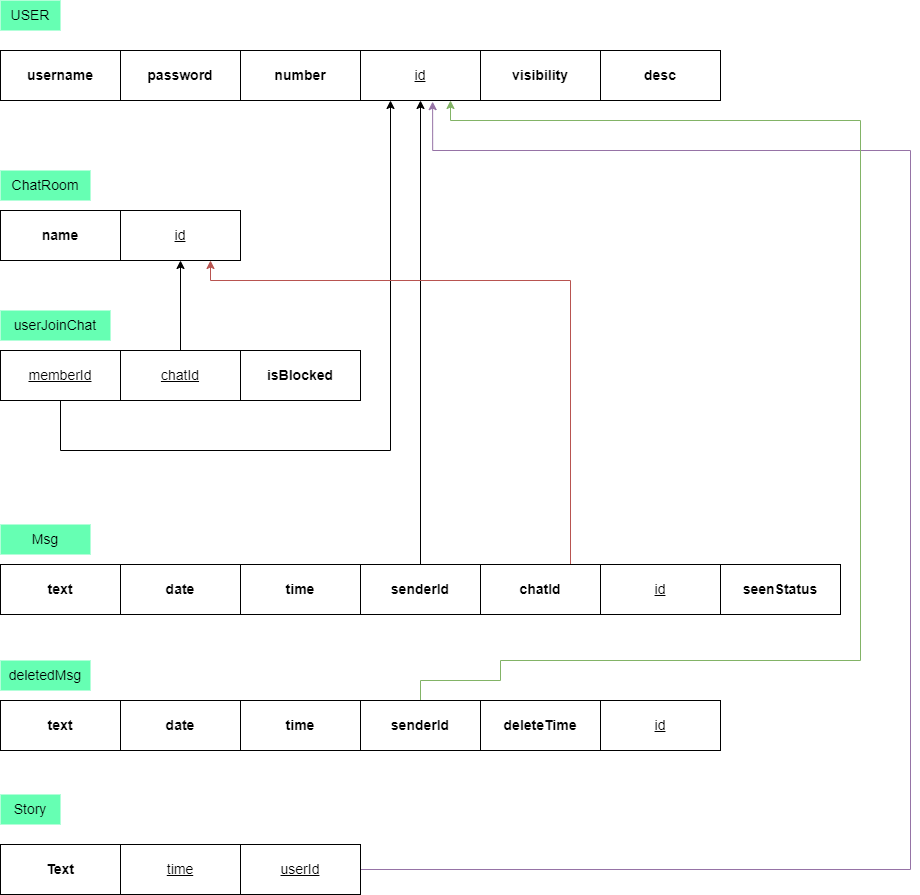 USER
username password number id visibility desc
ChatRoom
name id
userJoinChat
memberId chatId isBlocked
Msg
text date time senderId chatId id seenStatus
deletedMsg
text date time senderId deleteTime id
Story
Text time userId